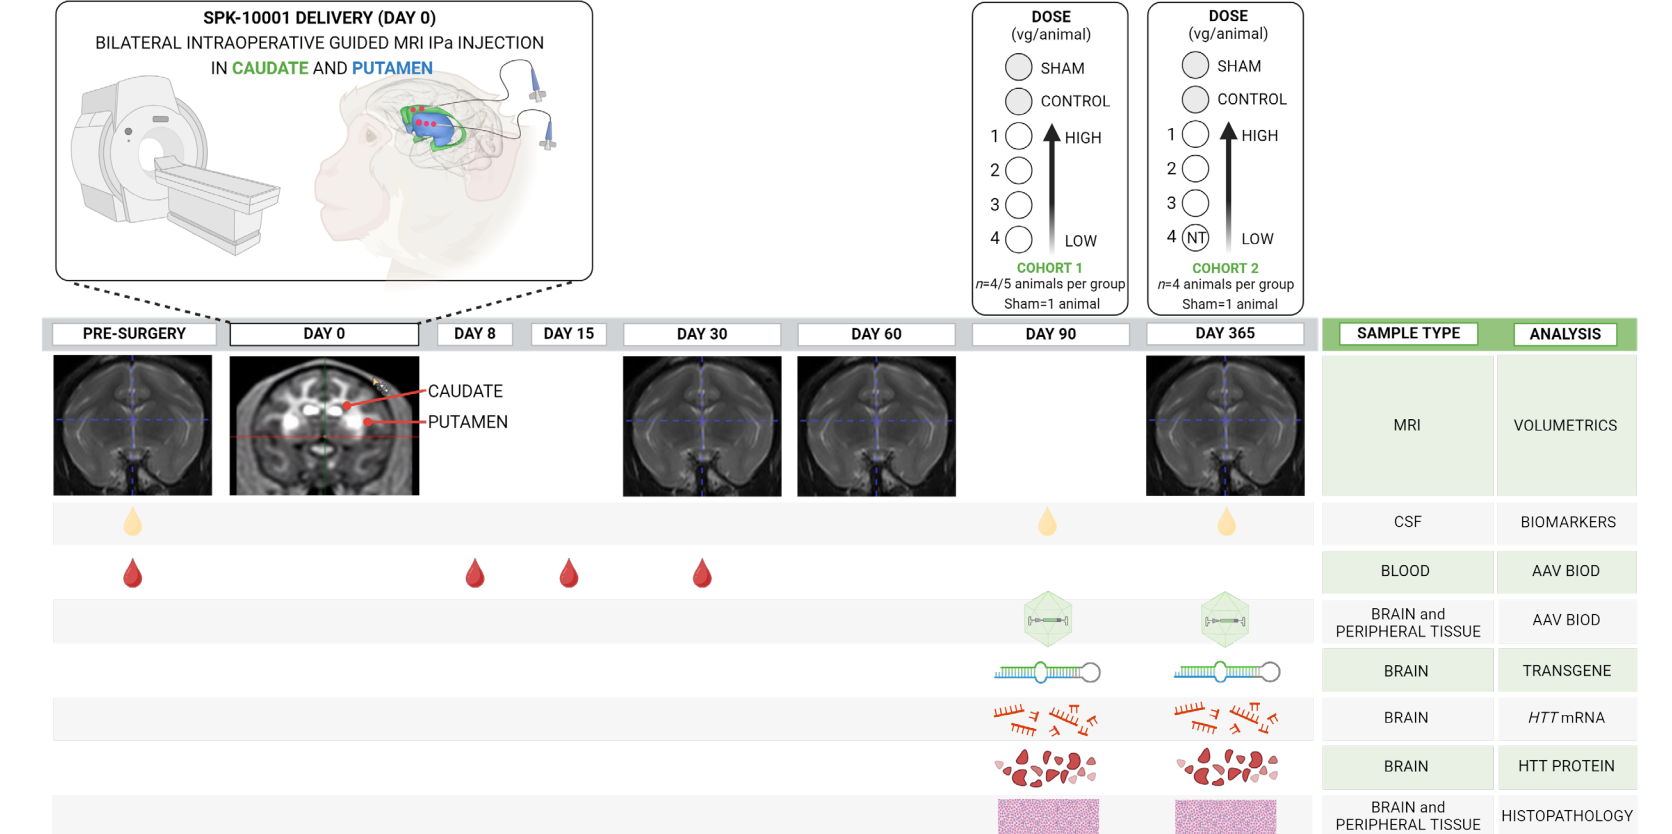 SPK-10001 DELIVERY (DAY 0)
BILATERAL INTRAOPERATIVE GUIDED MRI IPa INJECTION
IN CAUDATE AND PUTAMEN
DOSE
(vg/animal)
SHAM
CONTROL
1 HIGH
2
3
4 LOW
COHORT 1
n=4/5 animals per group
Sham=1 animal
DOSE
(vg/animal)
SHAM
CONTROL
1 HIGH
2
3
4 NT LOW
COHORT 2
n=4 animals per group
Sham=1 animal
PRE-SURGERY DAY 0 DAY 8 DAY 15 DAY 30 DAY 60 DAY 90 DAY 365 SAMPLE TYPE ANALYSIS
CAUDATE
PUTAMEN
MRI VOLUMETRICS
CSF BIOMARKERS
BLOOD AAV BIOD
BRAIN and
PERIPHERAL TISSUE
AAV BIOD
BRAIN TRANSGENE
BRAIN HTT mRNA
BRAIN HTT PROTEIN
BRAIN and
PERIPHERAL TISSUE
HISTOPATHOLOGY